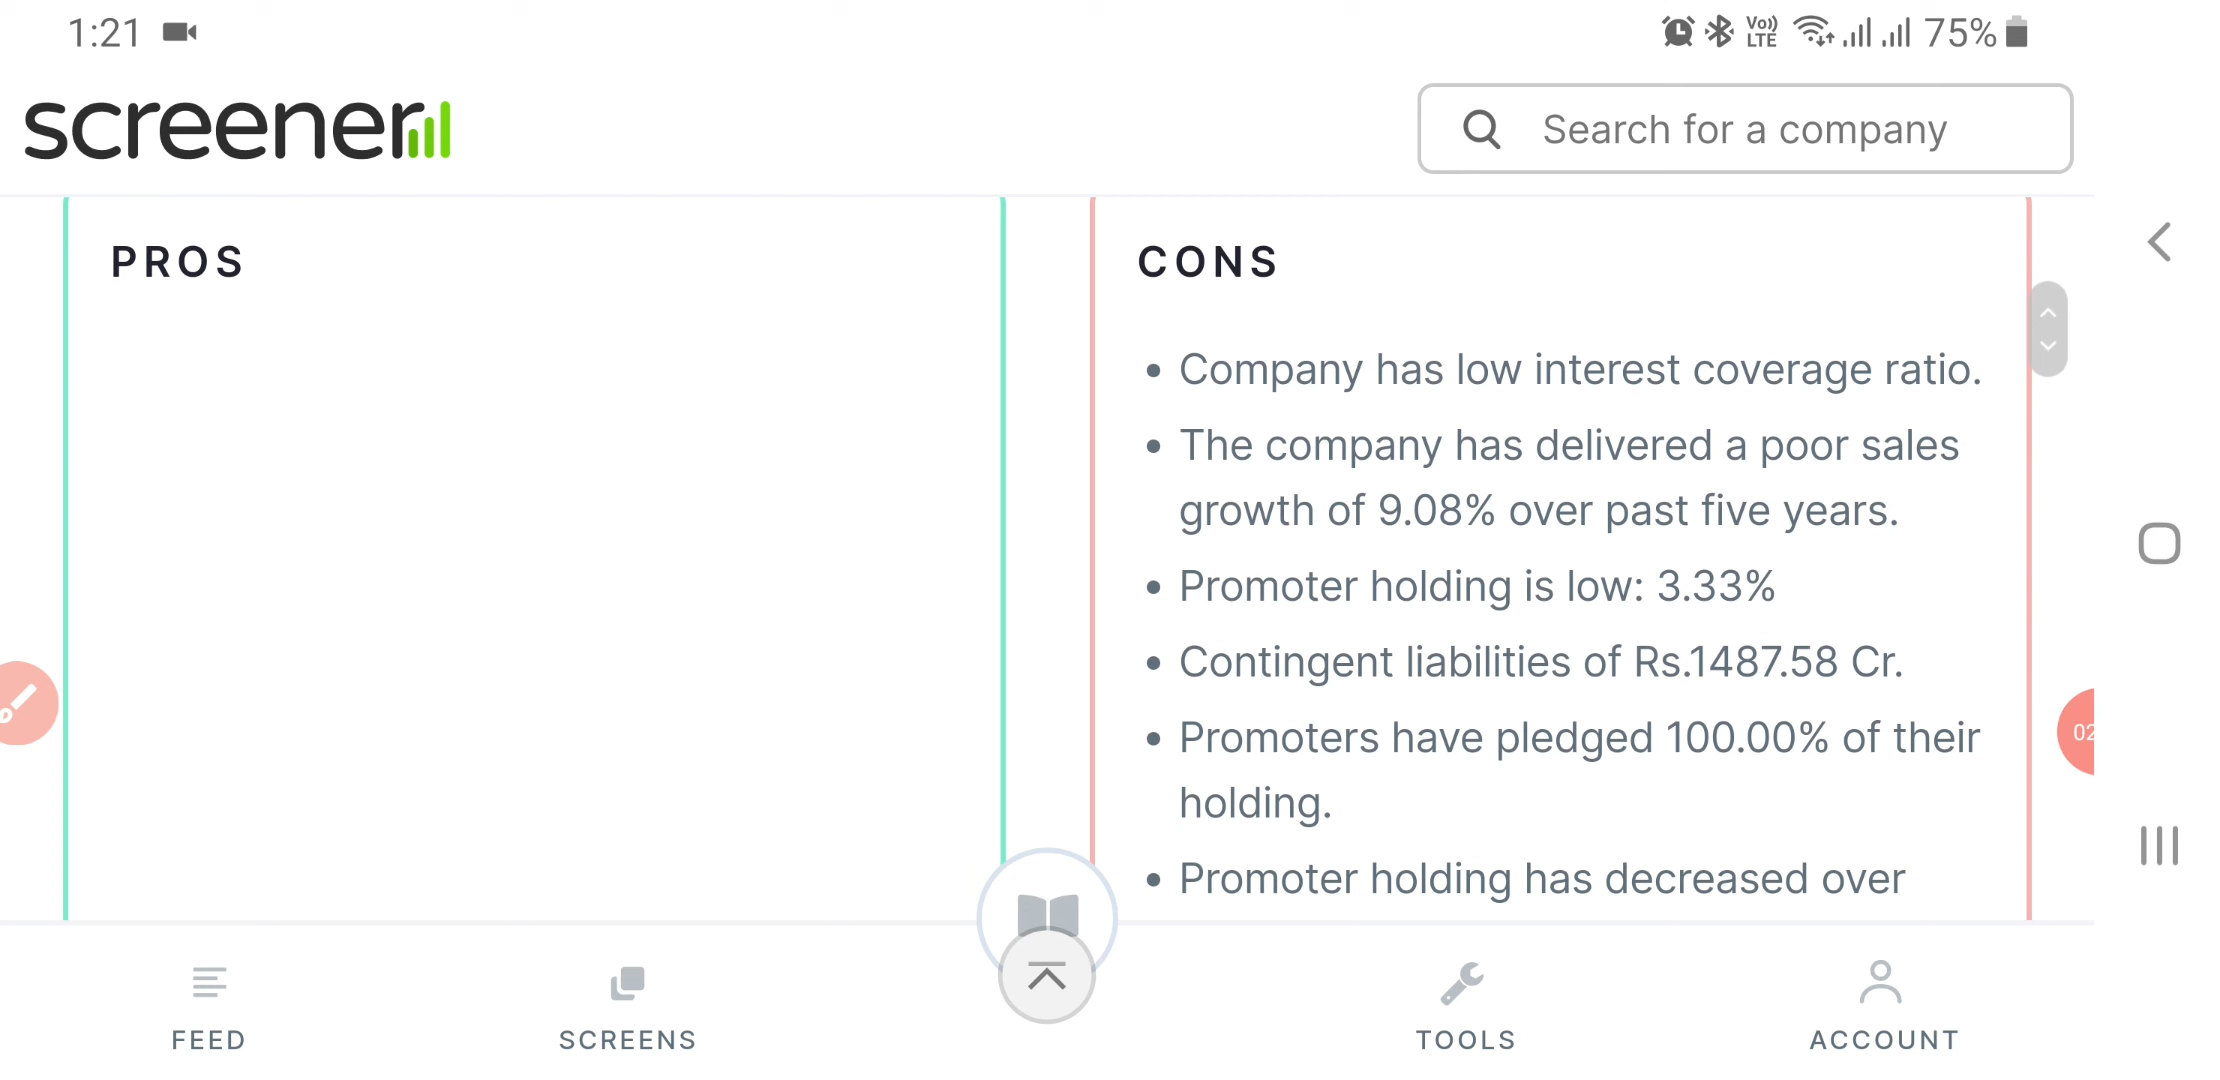 1:21
Vo)) LTE
75%
screener
Search for a company
PROS
CONS
• Company has low interest coverage ratio.
• The company has delivered a poor sales
growth of 9.08% over past five years.
• Promoter holding is low: 3.33%
• Contingent liabilities of Rs.1487.58 Cr.
• Promoters have pledged 100.00% of their
holding.
• Promoter holding has decreased over
02
FEED
SCREENS
TOOLS
ACCOUNT